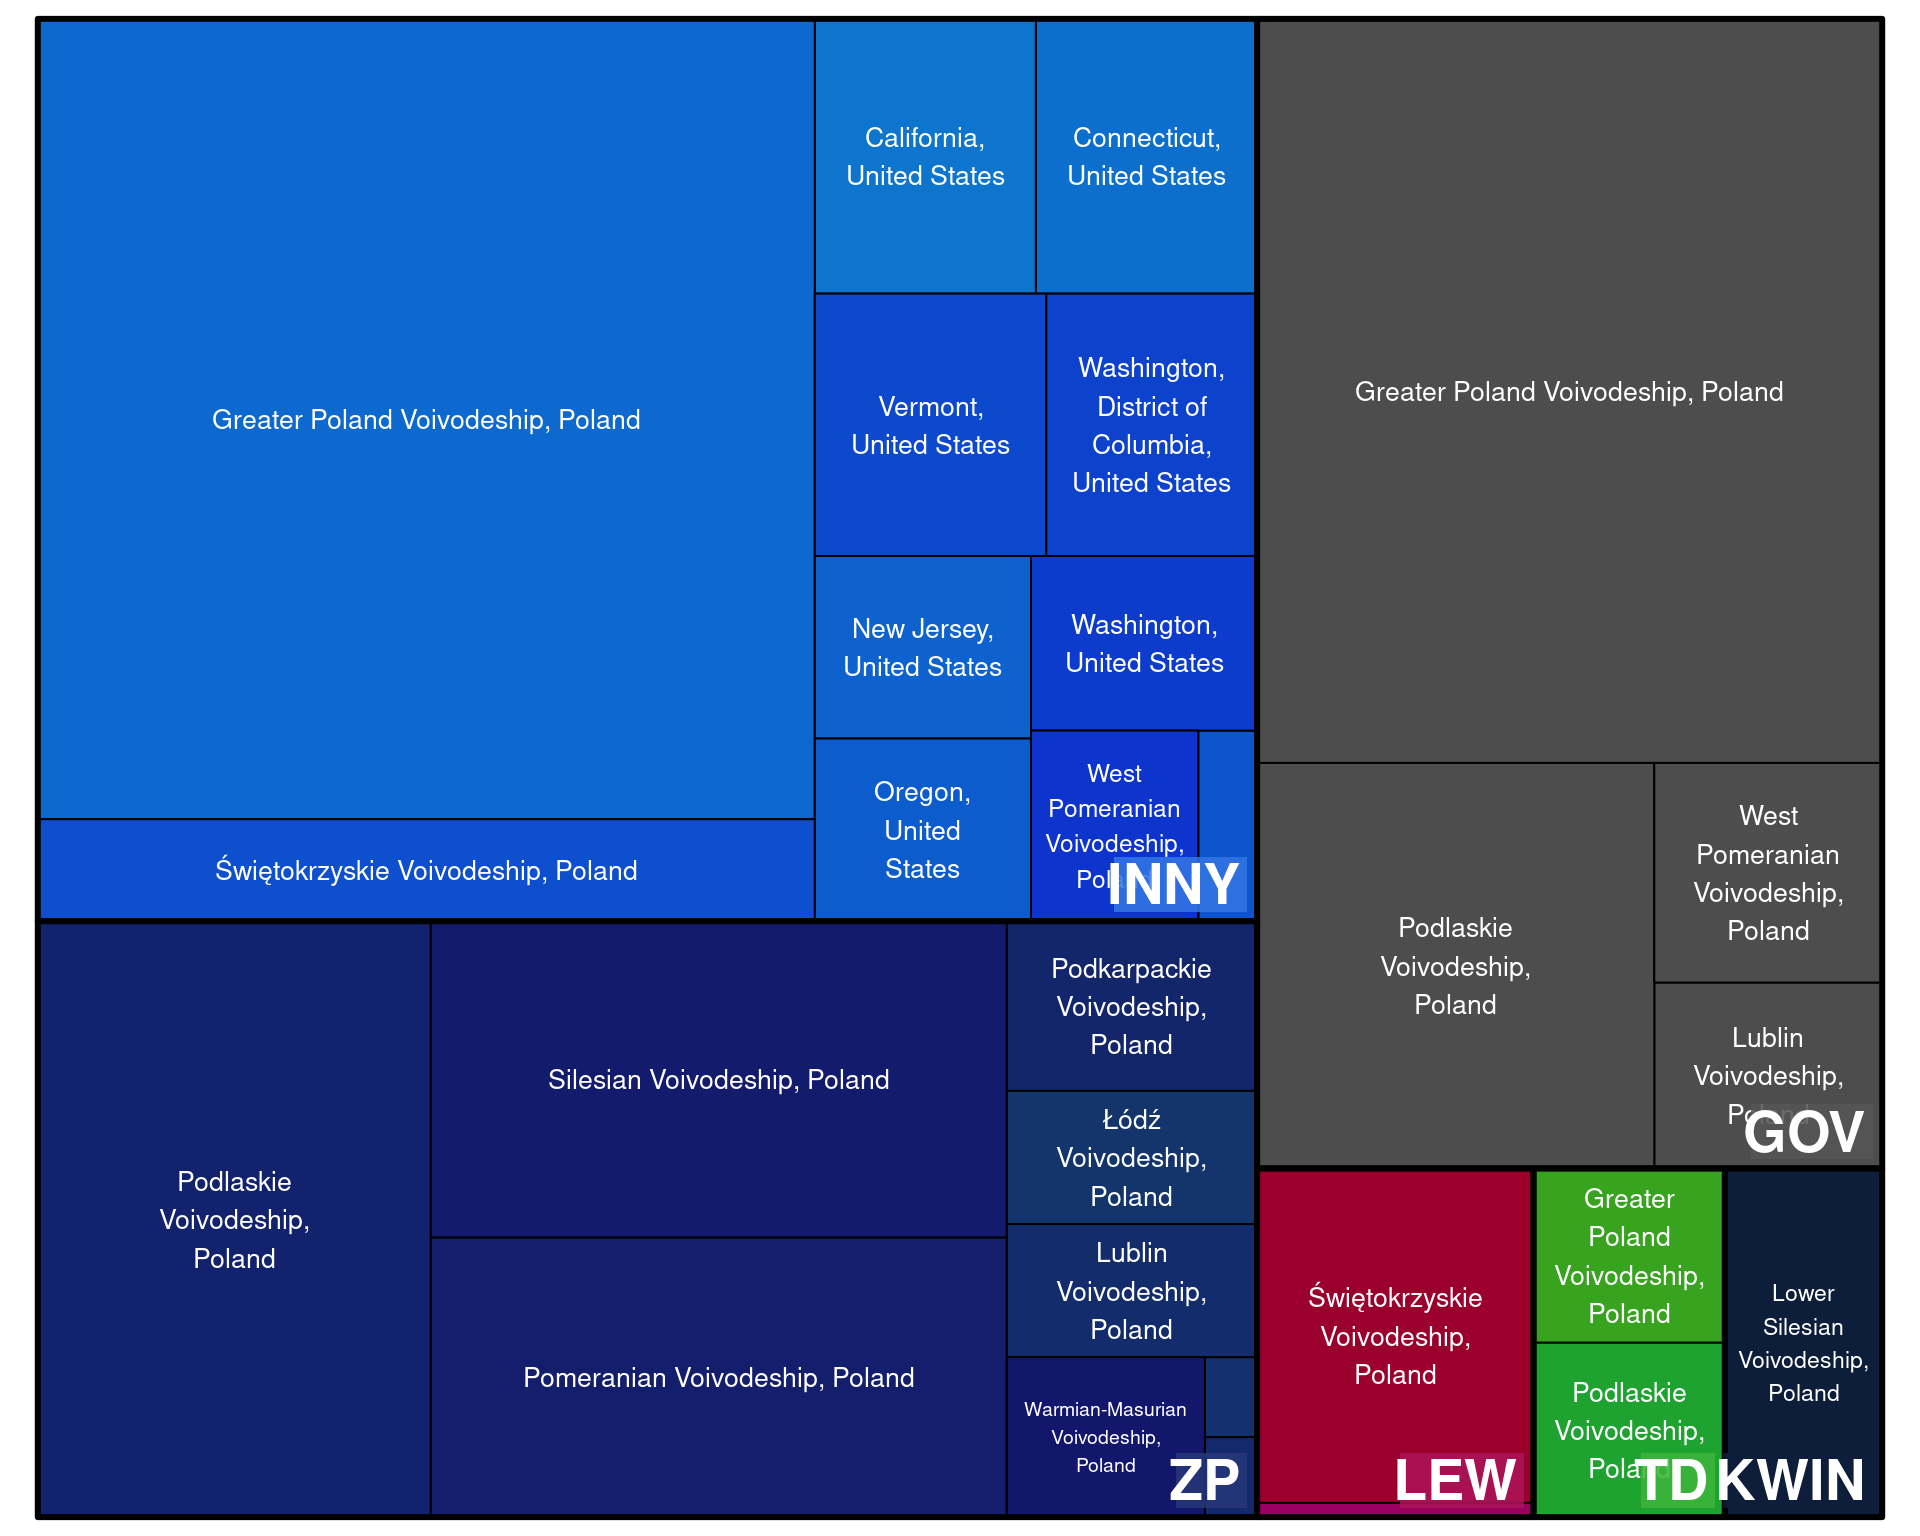 Greater Poland Voivodeship, Poland
Świętokrzyskie Voivodeship, Poland
California,
United States
Connecticut,
United States
Vermont,
United States
Washington,
District of
Columbia,
United States
New Jersey,
United States
Washington,
United States
Oregon,
United
States
West
Pomeranian
Voivodeship,
Poland
INNY
Greater Poland Voivodeship, Poland
Podlaskie
Voivodeship,
Poland
West
Pomeranian
Voivodeship,
Poland
Lublin
Voivodeship,
Poland
GOV
Podlaskie
Voivodeship,
Poland
Silesian Voivodeship, Poland
Pomeranian Voivodeship, Poland
Podkarpackie
Voivodeship,
Poland
Łódź
Voivodeship,
Poland
Lublin
Voivodeship,
Poland
Warmian-Masurian
Voivodeship,
Poland
ZP
Świętokrzyskie
Voivodeship,
Poland
LEW
Greater
Poland
Voivodeship,
Poland
Podlaskie
Voivodeship,
Poland
TD
Lower
Silesian
Voivodeship,
Poland
KWIN